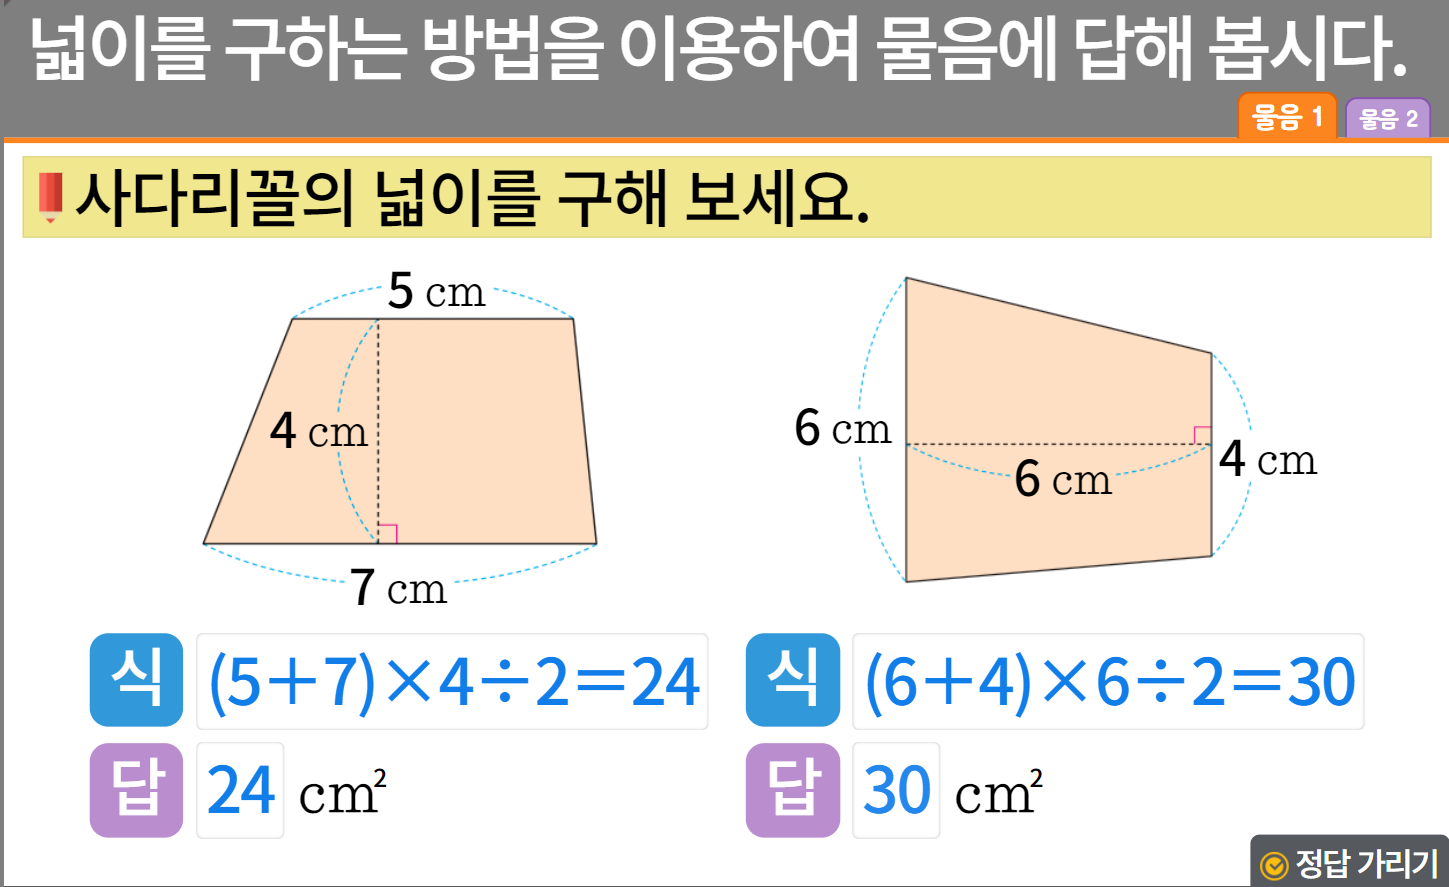 넓이를 구하는 방법을 이용하여 물음에 답해 봅시다.
물음 1
물음 2
사다리꼴의 넓이를 구해 보세요.
5 cm
4 cm
7 cm
6 cm
6 cm
4 cm
식 (5+7)×4÷2=24
답 24 cm²
식 (6+4)×6÷2=30
답 30 cm²
정답 가리기